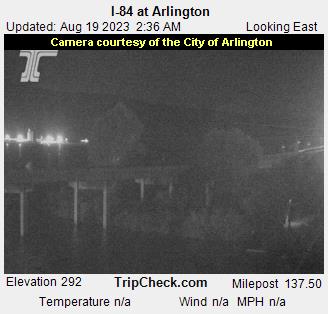 I-84 at Arlington
Updated: Aug 19 2023 2:36 AM Looking East
Camera courtesy of the City of Arlington
Elevation 292 TripCheck.com Milepost 137.50
Temperature n/a Wind n/a MPH n/a